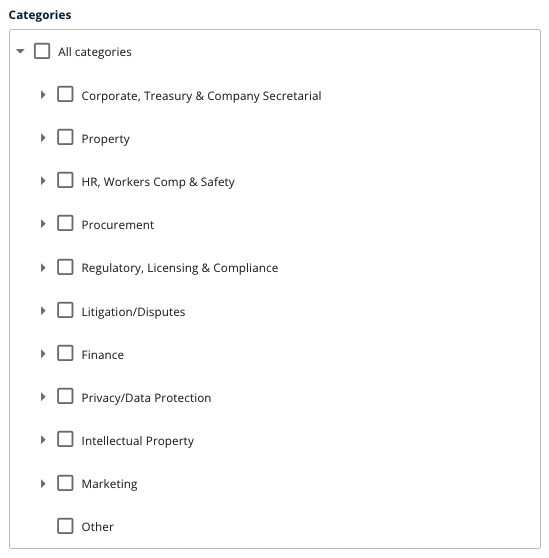 Categories
All categories
Corporate, Treasury & Company Secretarial
Property
HR, Workers Comp & Safety
Procurement
Regulatory, Licensing & Compliance
Litigation/Disputes
Finance
Privacy/Data Protection
Intellectual Property
Marketing
Other